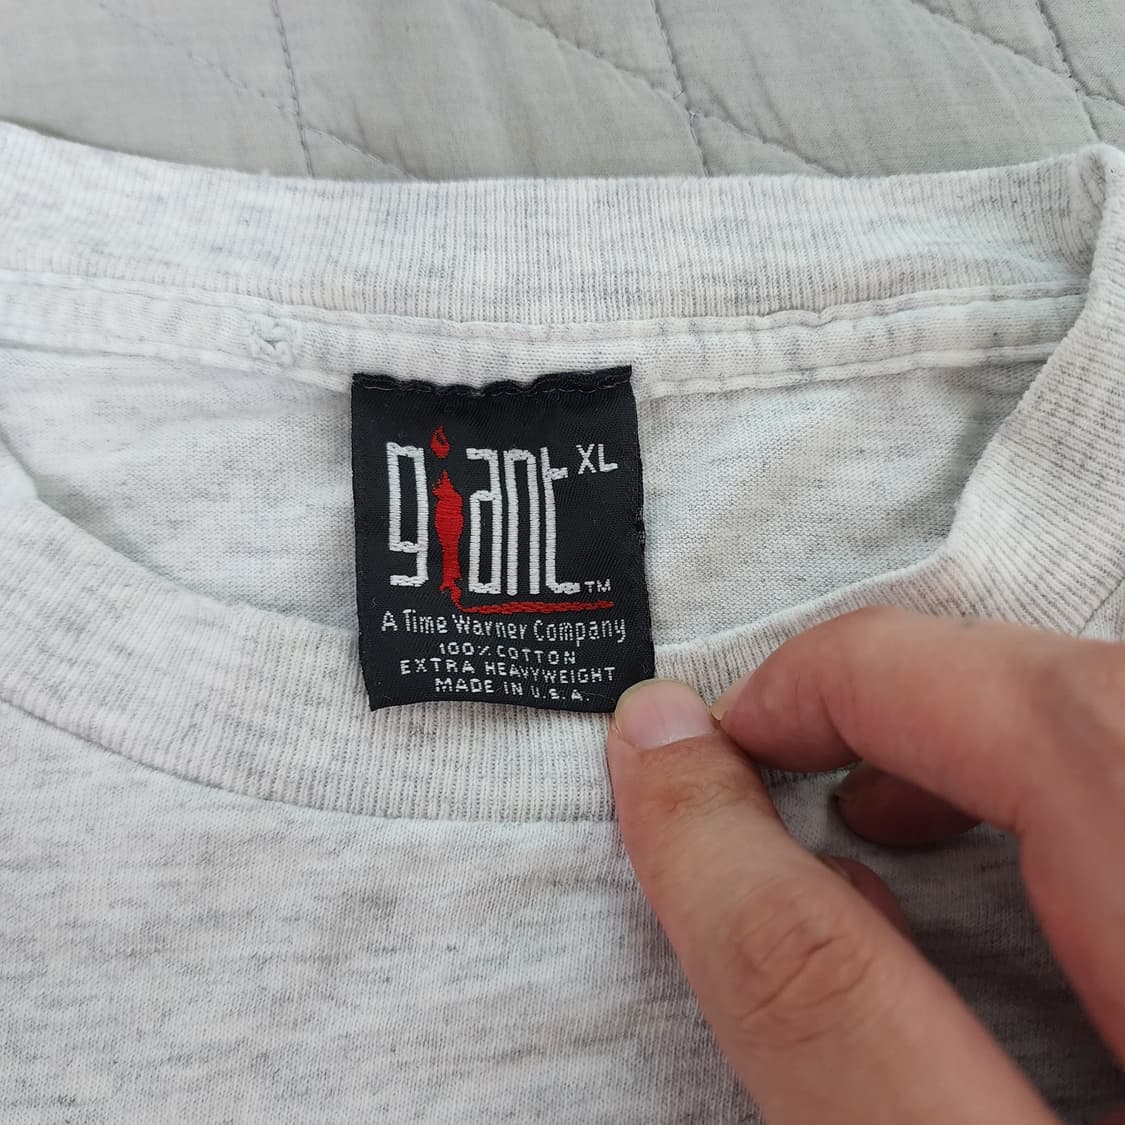 giant XL
TM
A Time Warner Company
100% COTTON
EXTRA HEAVYWEIGHT
MADE IN U.S.A.